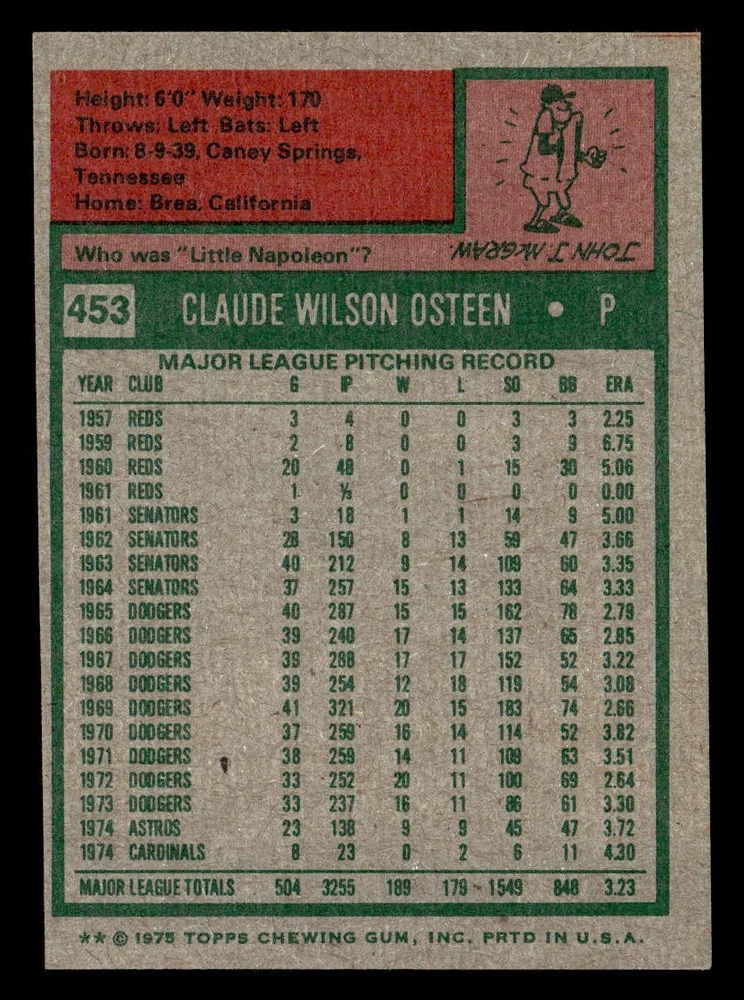 Height: 6'0" Weight: 170
Throws: Left Bats: Left
Born: 8-9-39, Caney Springs,
Tennessee
Home: Brea, California
Who was "Little Napoleon"?
JOHN J. McGRAW.
453 CLAUDE WILSON OSTEEN • P
MAJOR LEAGUE PITCHING RECORD
YEAR CLUB G IP W L SO BB ERA
1957 REDS 3 4 0 0 3 3 2.25
1959 REDS 2 8 0 0 3 9 6.75
1960 REDS 20 48 0 1 15 30 5.06
1961 REDS 1 ⅓ 0 0 0 0 0.00
1961 SENATORS 3 18 1 1 14 9 5.00
1962 SENATORS 28 150 8 13 59 47 3.66
1963 SENATORS 40 212 9 14 109 60 3.35
1964 SENATORS 37 257 15 13 133 64 3.33
1965 DODGERS 40 287 15 15 162 78 2.79
1966 DODGERS 39 240 17 14 137 65 2.85
1967 DODGERS 39 288 17 17 152 52 3.22
1968 DODGERS 39 254 12 18 119 54 3.08
1969 DODGERS 41 321 20 15 183 74 2.66
1970 DODGERS 37 259 16 14 114 52 3.82
1971 DODGERS 38 259 14 11 109 63 3.51
1972 DODGERS 33 252 20 11 100 69 2.64
1973 DODGERS 33 237 16 11 86 61 3.30
1974 ASTROS 23 138 9 9 45 47 3.72
1974 CARDINALS 8 23 0 2 6 11 4.30
MAJOR LEAGUE TOTALS 504 3255 189 179 1549 848 3.23
** © 1975 TOPPS CHEWING GUM, INC. PRTD IN U.S.A.